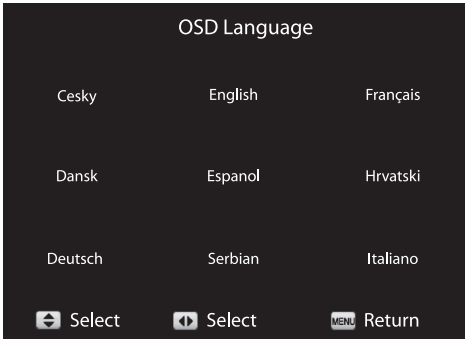 OSD Language
Cesky English Français
Dansk Espanol Hrvatski
Deutsch Serbian Italiano
Select Select MENU Return